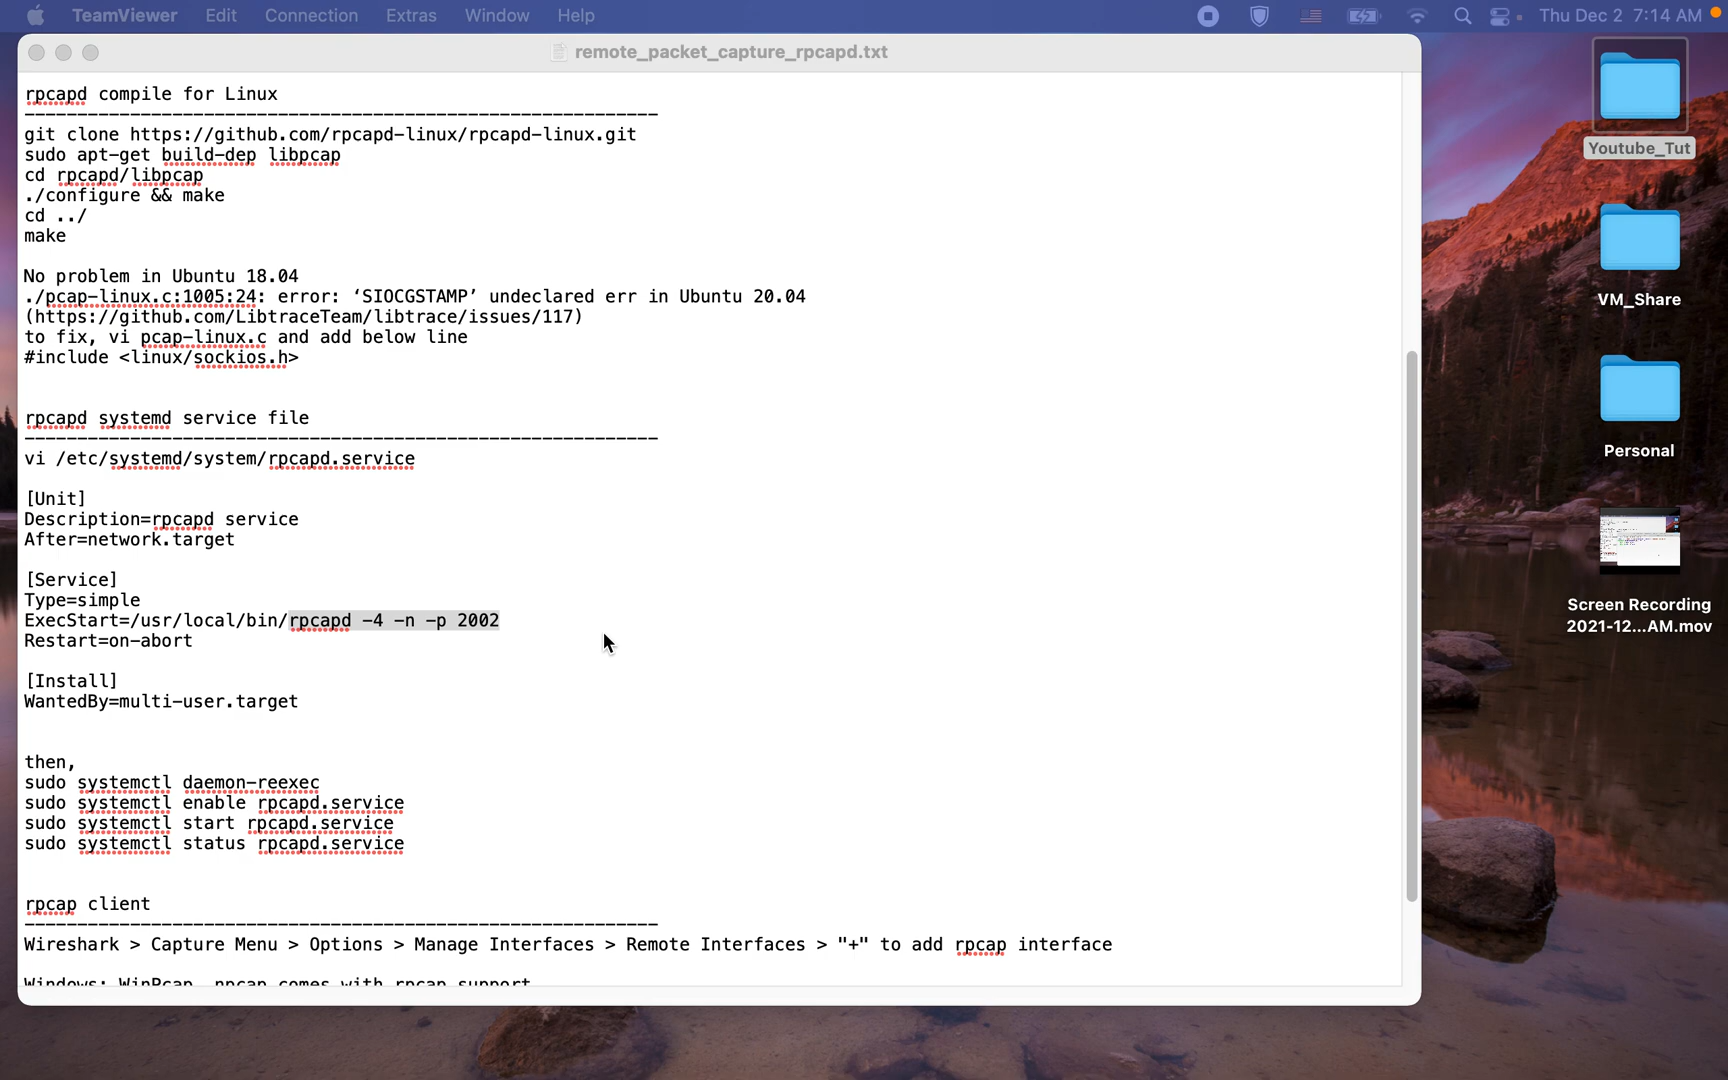 TeamViewer Edit Connection Extras Window Help Thu Dec 2 7:14 AM
remote_packet_capture_rpcapd.txt
rpcapd compile for Linux
------------------------------------------------------------
git clone https://github.com/rpcapd-linux/rpcapd-linux.git
sudo apt-get build-dep libpcap
cd rpcapd/libpcap
./configure && make
cd ../
make
No problem in Ubuntu 18.04
./pcap-linux.c:1005:24: error: ‘SIOCGSTAMP’ undeclared err in Ubuntu 20.04
(https://github.com/LibtraceTeam/libtrace/issues/117)
to fix, vi pcap-linux.c and add below line
#include <linux/sockios.h>
rpcapd systemd service file
------------------------------------------------------------
vi /etc/systemd/system/rpcapd.service
[Unit]
Description=rpcapd service
After=network.target
[Service]
Type=simple
ExecStart=/usr/local/bin/rpcapd -4 -n -p 2002
Restart=on-abort
[Install]
WantedBy=multi-user.target
then,
sudo systemctl daemon-reexec
sudo systemctl enable rpcapd.service
sudo systemctl start rpcapd.service
sudo systemctl status rpcapd.service
rpcap client
------------------------------------------------------------
Wireshark > Capture Menu > Options > Manage Interfaces > Remote Interfaces > "+" to add rpcap interface
Windows: WinPcap, npcap comes with rpcap support
Youtube_Tut
VM_Share
Personal
Screen Recording
2021-12...AM.mov